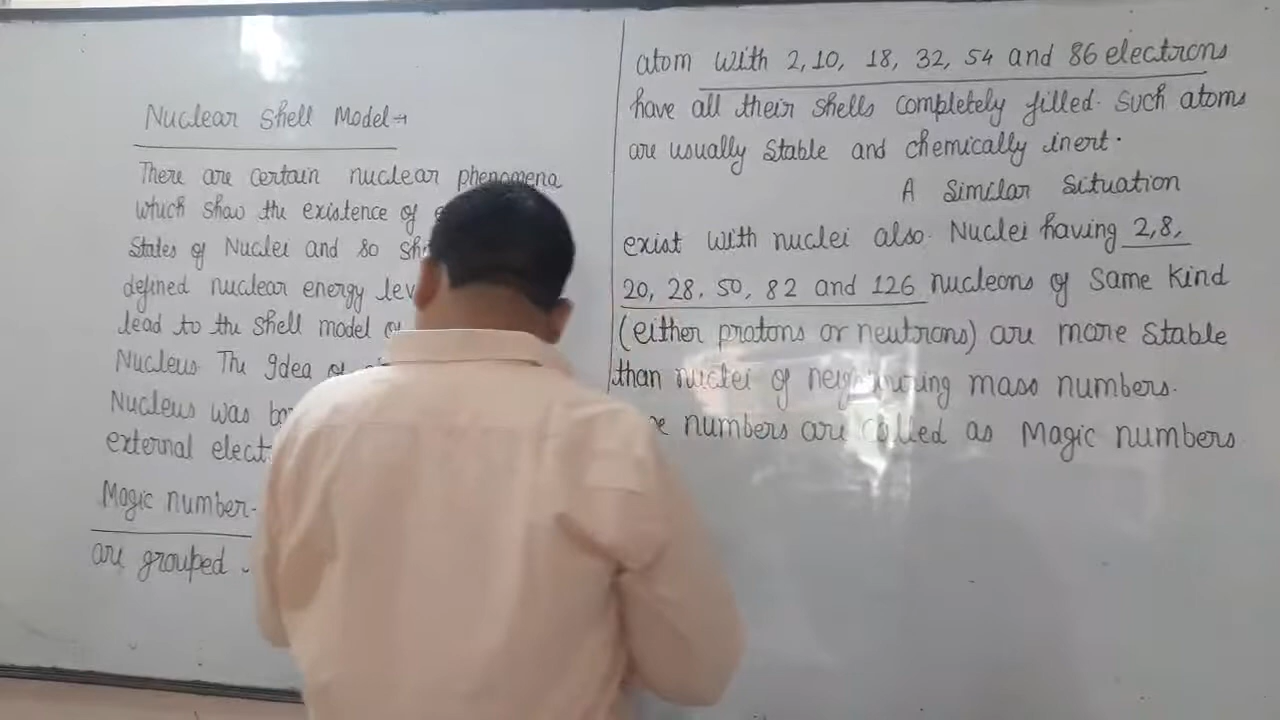 Nuclear Shell Model→
There are certain nuclear phenomena
which show the existence of
States of Nuclei and so
defined nuclear energy
lead to the shell model
Nucleus. The Idea of
Nucleus was
external
Magic number-
are grouped
atom with 2, 10, 18, 32, 54 and 86 electrons
have all their shells completely filled. Such atoms
are usually Stable and chemically inert.
A Similar Situation
exist with nuclei also. Nuclei having 2,8,
20, 28, 50, 82 and 126 nucleons of Same Kind
(either protons or neutrons) are more Stable
than nuclei of neighbouring mass numbers.
numbers are called as Magic numbers